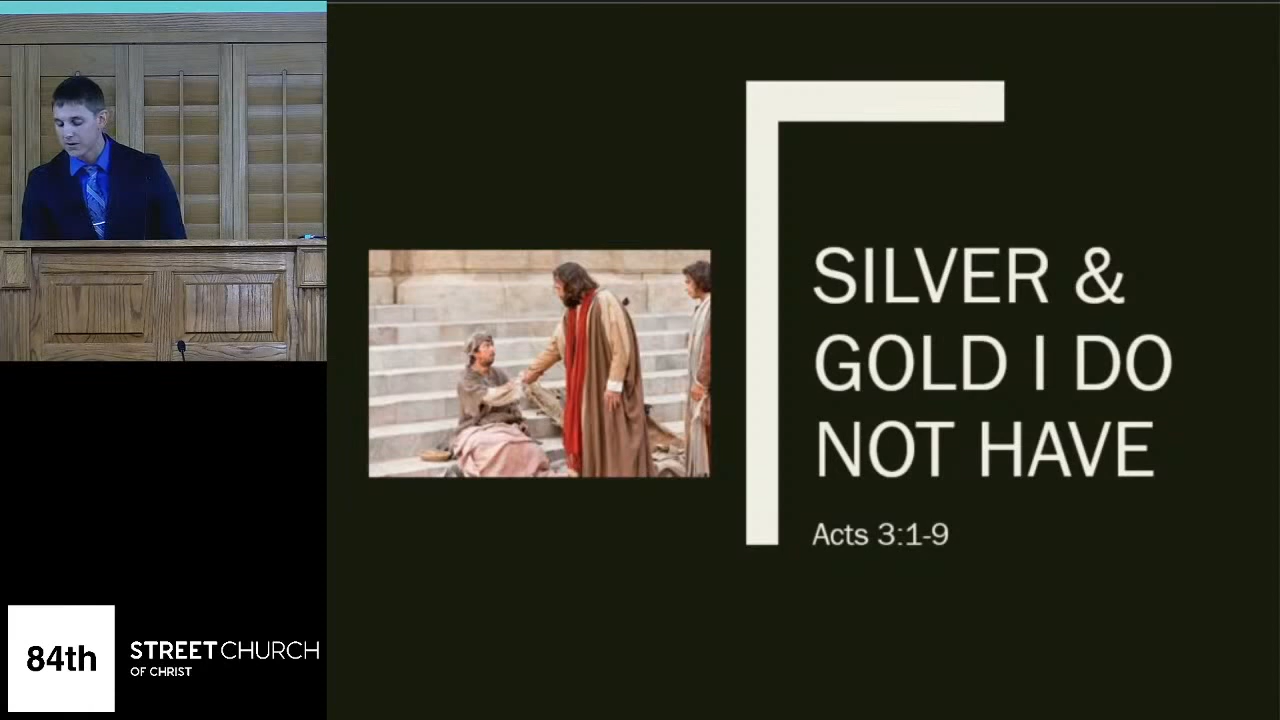 SILVER &
GOLD I DO
NOT HAVE
Acts 3:1-9
84th
STREET CHURCH
OF CHRIST